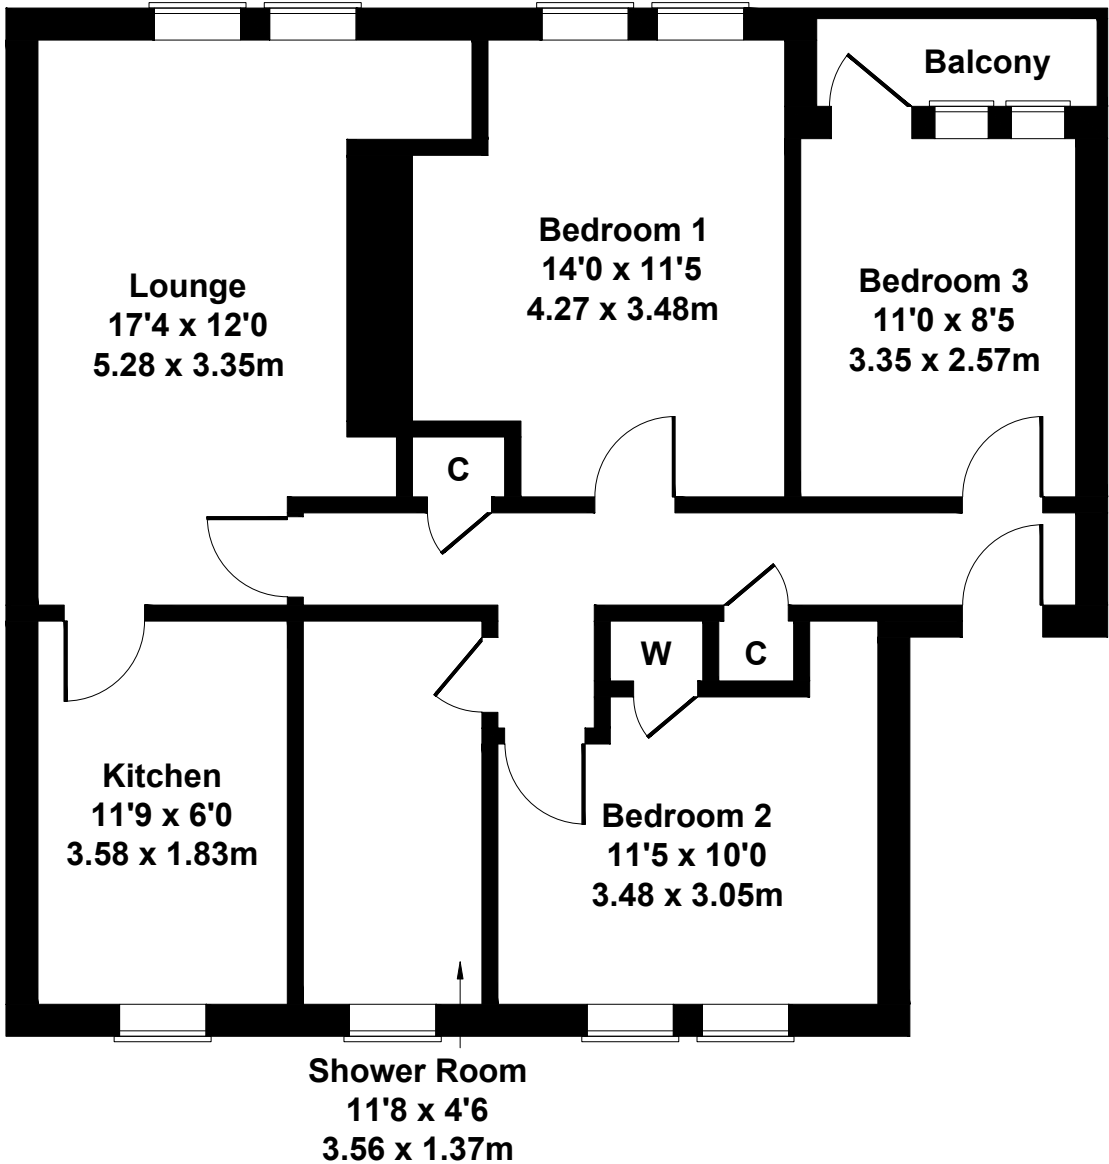 Balcony
Bedroom 1
14'0 x 11'5
4.27 x 3.48m
Lounge
17'4 x 12'0
5.28 x 3.35m
Bedroom 3
11'0 x 8'5
3.35 x 2.57m
C
W
C
Kitchen
11'9 x 6'0
3.58 x 1.83m
Bedroom 2
11'5 x 10'0
3.48 x 3.05m
Shower Room
11'8 x 4'6
3.56 x 1.37m